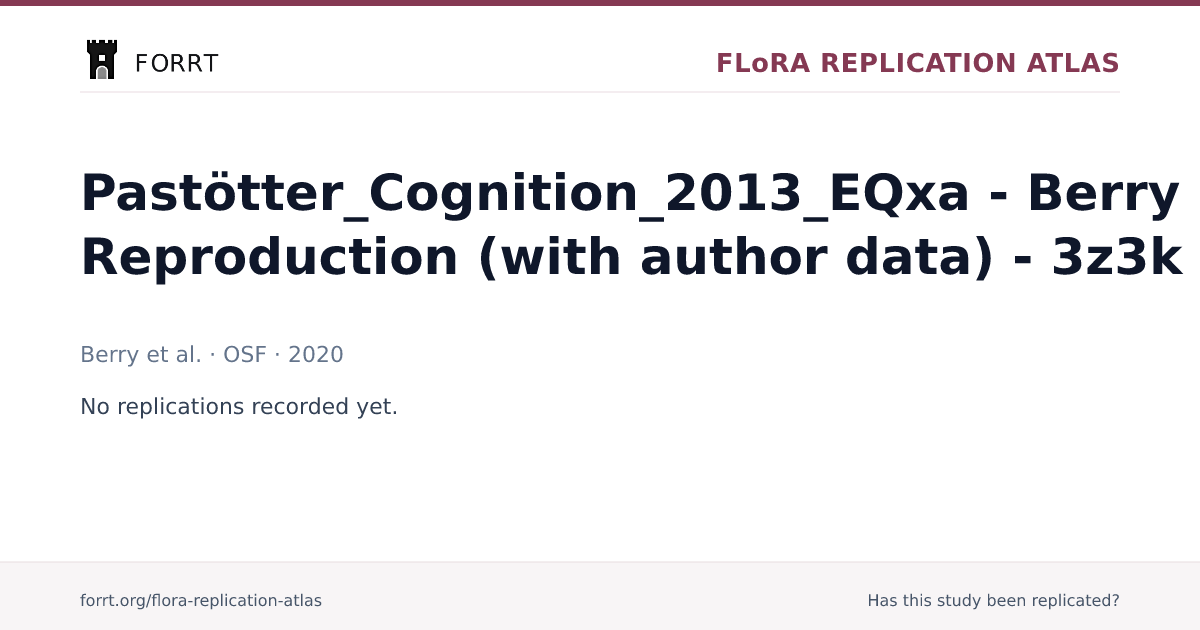 FORRT
FLoRA REPLICATION ATLAS
Pastötter_Cognition_2013_EQxa - Berry
Reproduction (with author data) - 3z3k
Berry et al. · OSF · 2020
No replications recorded yet.
forrt.org/flora-replication-atlas
Has this study been replicated?